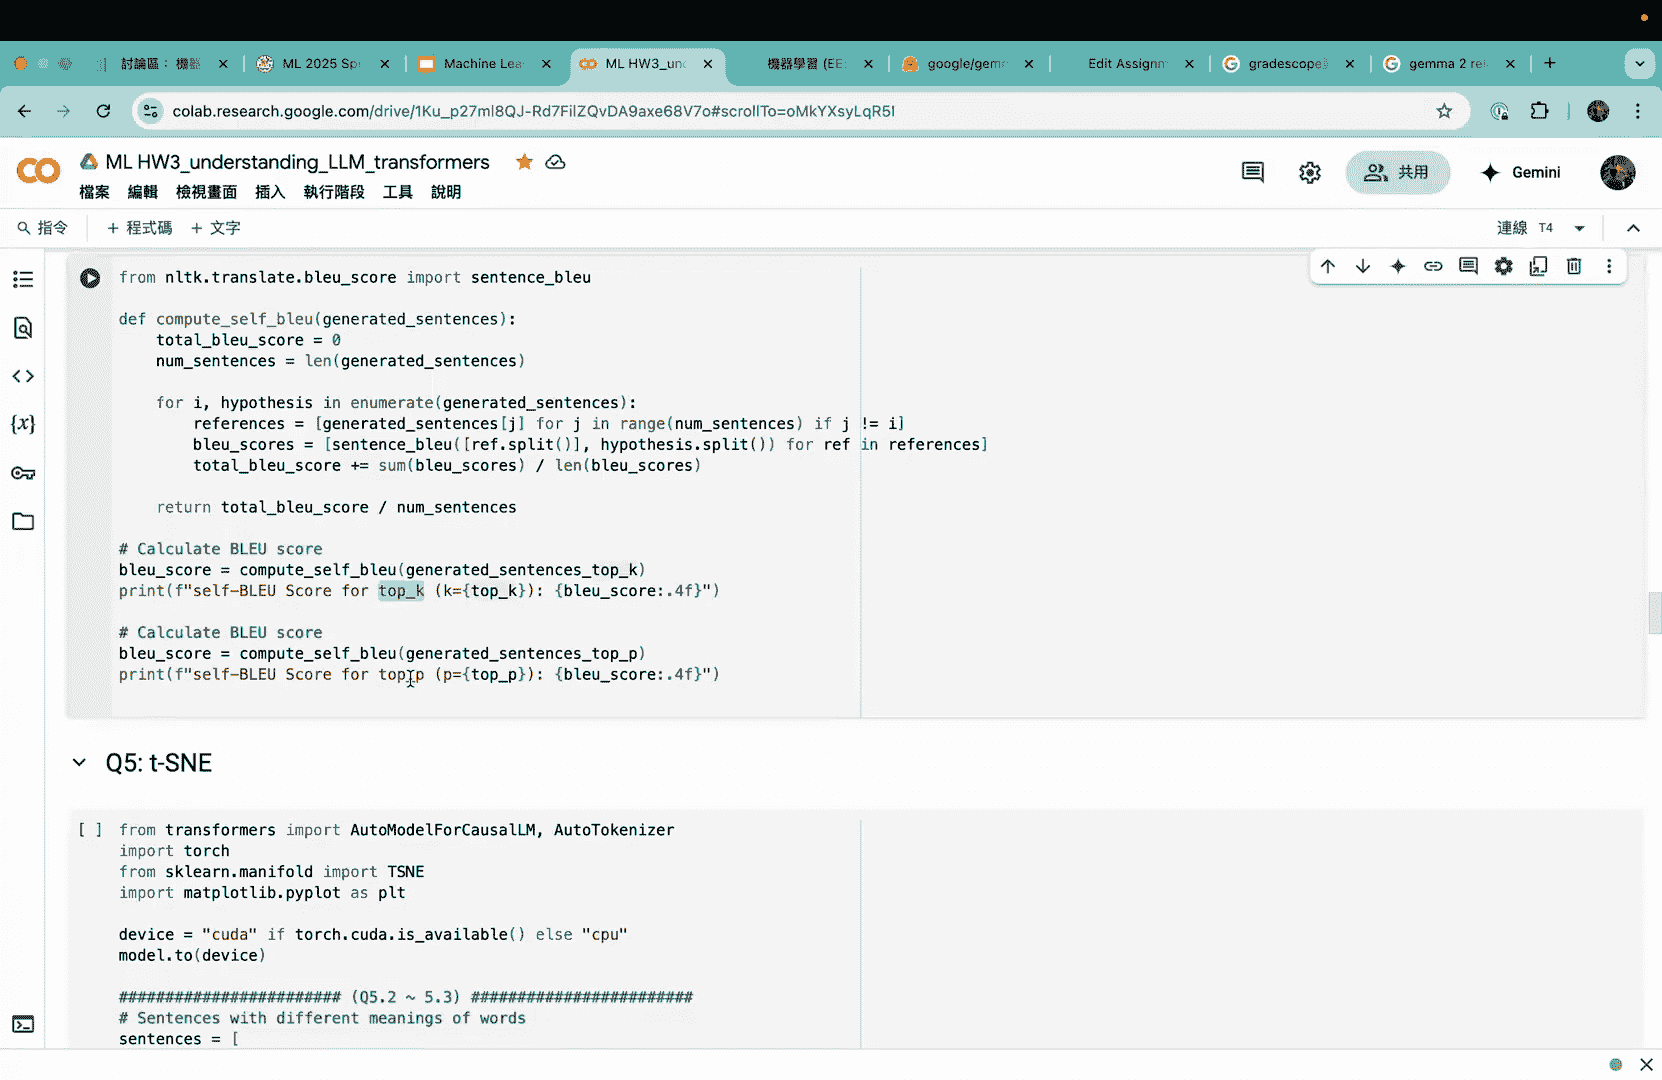 討論區： 機器
ML 2025 Sp
Machine Lea
ML HW3_un
機器學習 (EE
google/gem
Edit Assignm
gradescope
gemma 2 re
colab.research.google.com/drive/1Ku_p27ml8QJ-Rd7FilZQvDA9axe68V7o#scrollTo=oMkYXsyLqR5I
ML HW3_understanding_LLM_transformers
共用
Gemini
檔案 編輯 檢視畫面 插入 執行階段 工具 說明
指令 + 程式碼 + 文字
連線 T4
from nltk.translate.bleu_score import sentence_bleu
def compute_self_bleu(generated_sentences):
total_bleu_score = 0
num_sentences = len(generated_sentences)
for i, hypothesis in enumerate(generated_sentences):
references = [generated_sentences[j] for j in range(num_sentences) if j != i]
bleu_scores = [sentence_bleu([ref.split()], hypothesis.split()) for ref in references]
total_bleu_score += sum(bleu_scores) / len(bleu_scores)
return total_bleu_score / num_sentences
# Calculate BLEU score
bleu_score = compute_self_bleu(generated_sentences_top_k)
print(f"self-BLEU Score for top_k (k={top_k}): {bleu_score:.4f}")
# Calculate BLEU score
bleu_score = compute_self_bleu(generated_sentences_top_p)
print(f"self-BLEU Score for top_p (p={top_p}): {bleu_score:.4f}")
Q5: t-SNE
[ ] from transformers import AutoModelForCausalLM, AutoTokenizer
import torch
from sklearn.manifold import TSNE
import matplotlib.pyplot as plt
device = "cuda" if torch.cuda.is_available() else "cpu"
model.to(device)
######################## (Q5.2 ~ 5.3) ########################
# Sentences with different meanings of words
sentences = [